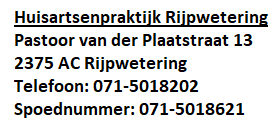 Huisartsenpraktijk Rijpwetering
Pastoor van der Plaatstraat 13
2375 AC Rijpwetering
Telefoon: 071-5018202
Spoednummer: 071-5018621